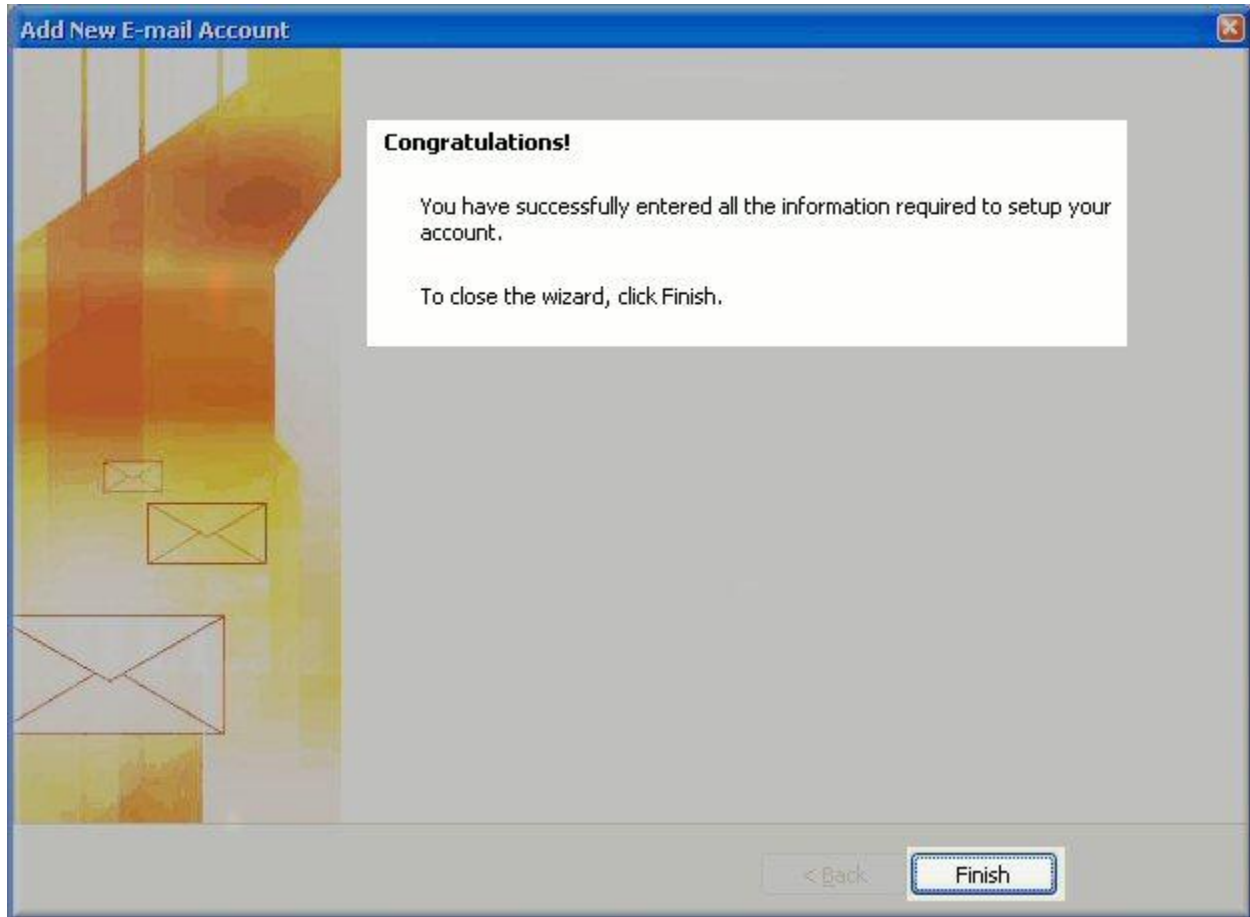 Add New E-mail Account
Congratulations!
You have successfully entered all the information required to setup your
account.
To close the wizard, click Finish.
< Back
Finish